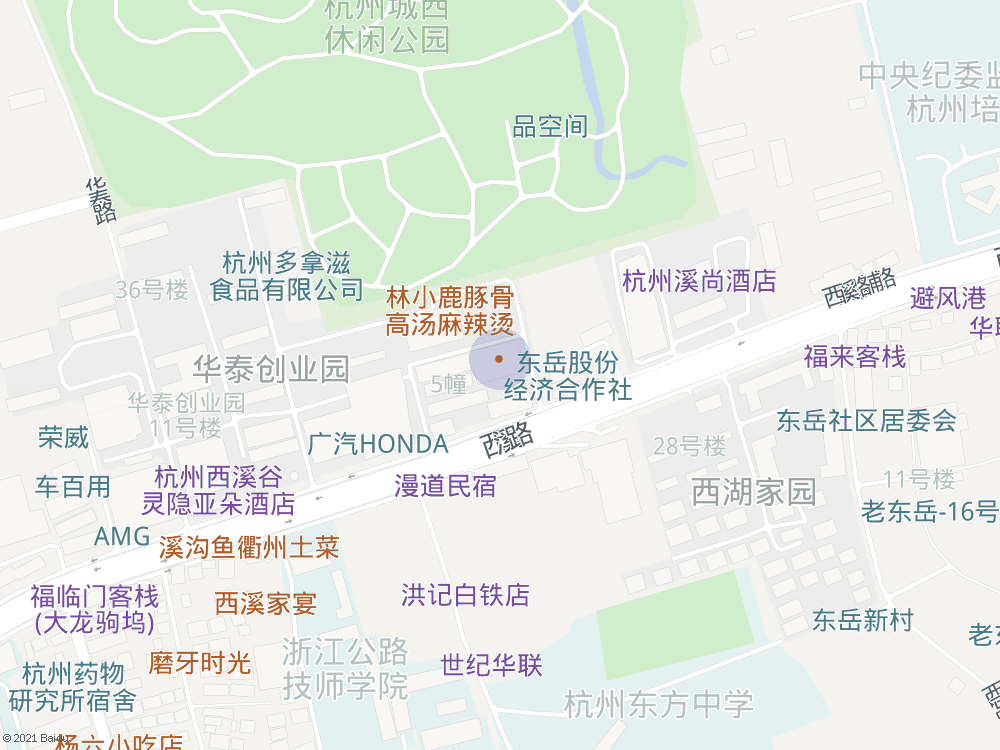 杭州城西
休闲公园
中央纪委监
杭州培
品空间
华泰路
杭州多拿滋
食品有限公司
36号楼
林小鹿豚骨
高汤麻辣烫
杭州溪尚酒店
西溪路辅路
避风港
华联
福来客栈
东岳股份
经济合作社
华泰创业园
5幢
华泰创业园
11号楼
东岳社区居委会
荣威
广汽HONDA
西溪路
28号楼
车百用
杭州西溪谷
灵隐亚朵酒店
漫道民宿
西湖家园
11号楼
老东岳-16号
AMG
溪沟鱼衢州土菜
福临门客栈
(大龙驹坞)
西溪家宴
洪记白铁店
东岳新村
老东
浙江公路
技师学院
磨牙时光
世纪华联
杭州药物
研究所宿舍
杭州东方中学
杨六小吃店
© 2021 Baidu